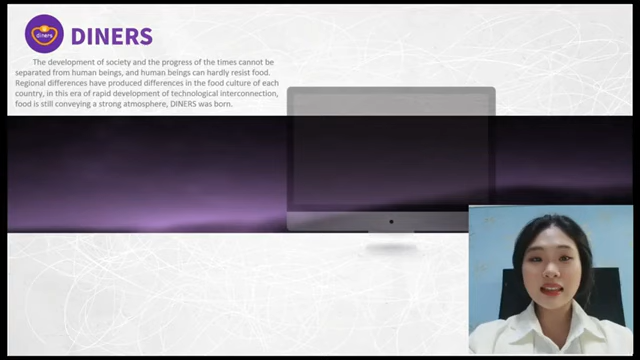 diners
DINERS
The development of society and the progress of the times cannot be
separated from human beings, and human beings can hardly resist food.
Regional differences have produced differences in the food culture of each
country, in this era of rapid development of technological interconnection,
food is still conveying a strong atmosphere, DINERS was born.